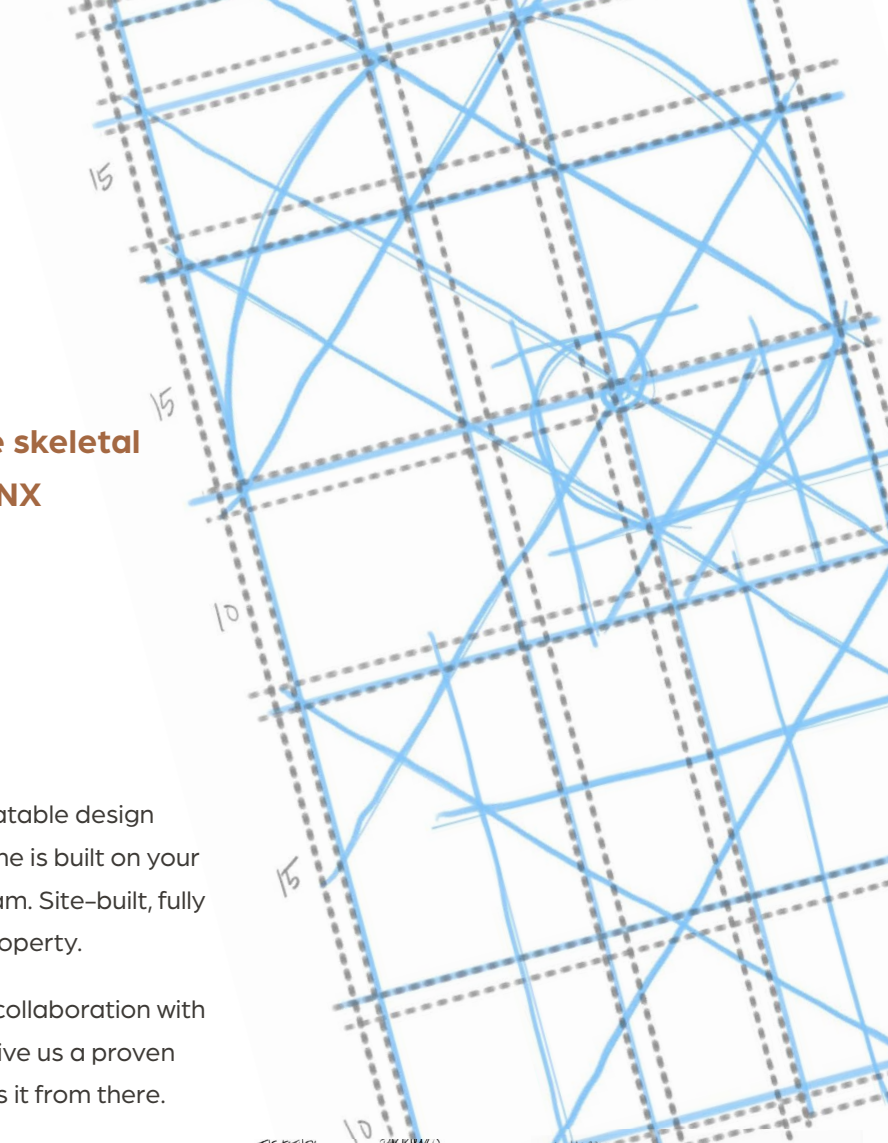 15
15
e skeletal
NX
10
atable design
ne is built on your
15
am. Site-built, fully
operty.
collaboration with
ive us a proven
s it from there.
10